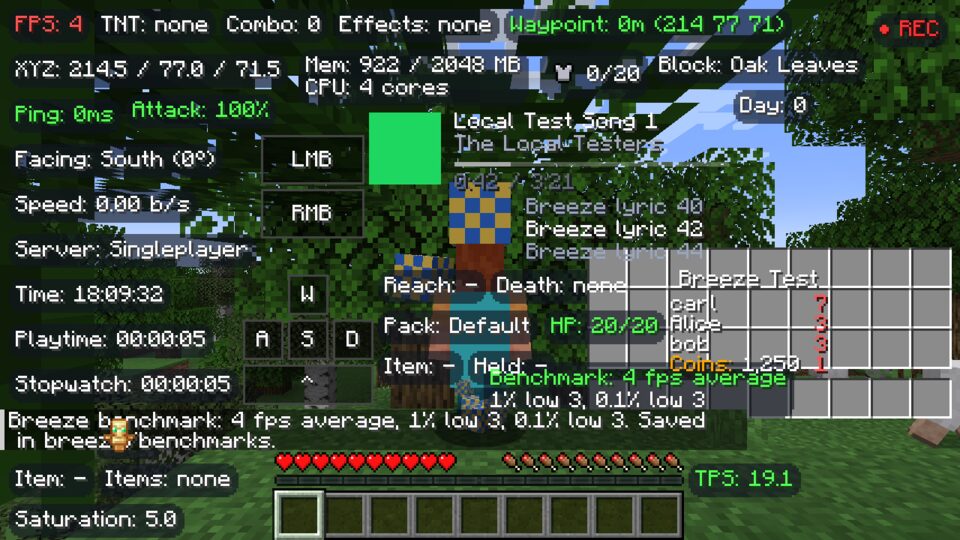 FPS: 4 TNT: none Combo: 0 Effects: none Waypoint: 0m (214 77 71) ● REC
XYZ: 214.5 / 77.0 / 71.5 Mem: 922 / 2048 MB 0/20 Block: Oak Leaves
CPU: 4 cores
Day: 0
Ping: 0ms Attack: 100%
Local Test Song 1
The Local Testers
Facing: South (0°) LMB
0:42 / 3:21
Speed: 0.00 b/s RMB Breeze lyric 40
Breeze lyric 42
Server: Singleplayer Breeze lyric 44
Breeze Test
Time: 18:09:32 W Reach: - Death: none
carl 7
Pack: Default HP: 20/20 Alice 3
Playtime: 00:00:05 A S D bob 3
Item: - Held: - Coins: 1,250 1
Stopwatch: 00:00:05 ^ Benchmark: 4 fps average
1% low 3, 0.1% low 3
Breeze benchmark: 4 fps average, 1% low 3, 0.1% low 3. Saved
in breeze/benchmarks.
Item: - Items: none TPS: 19.1
Saturation: 5.0